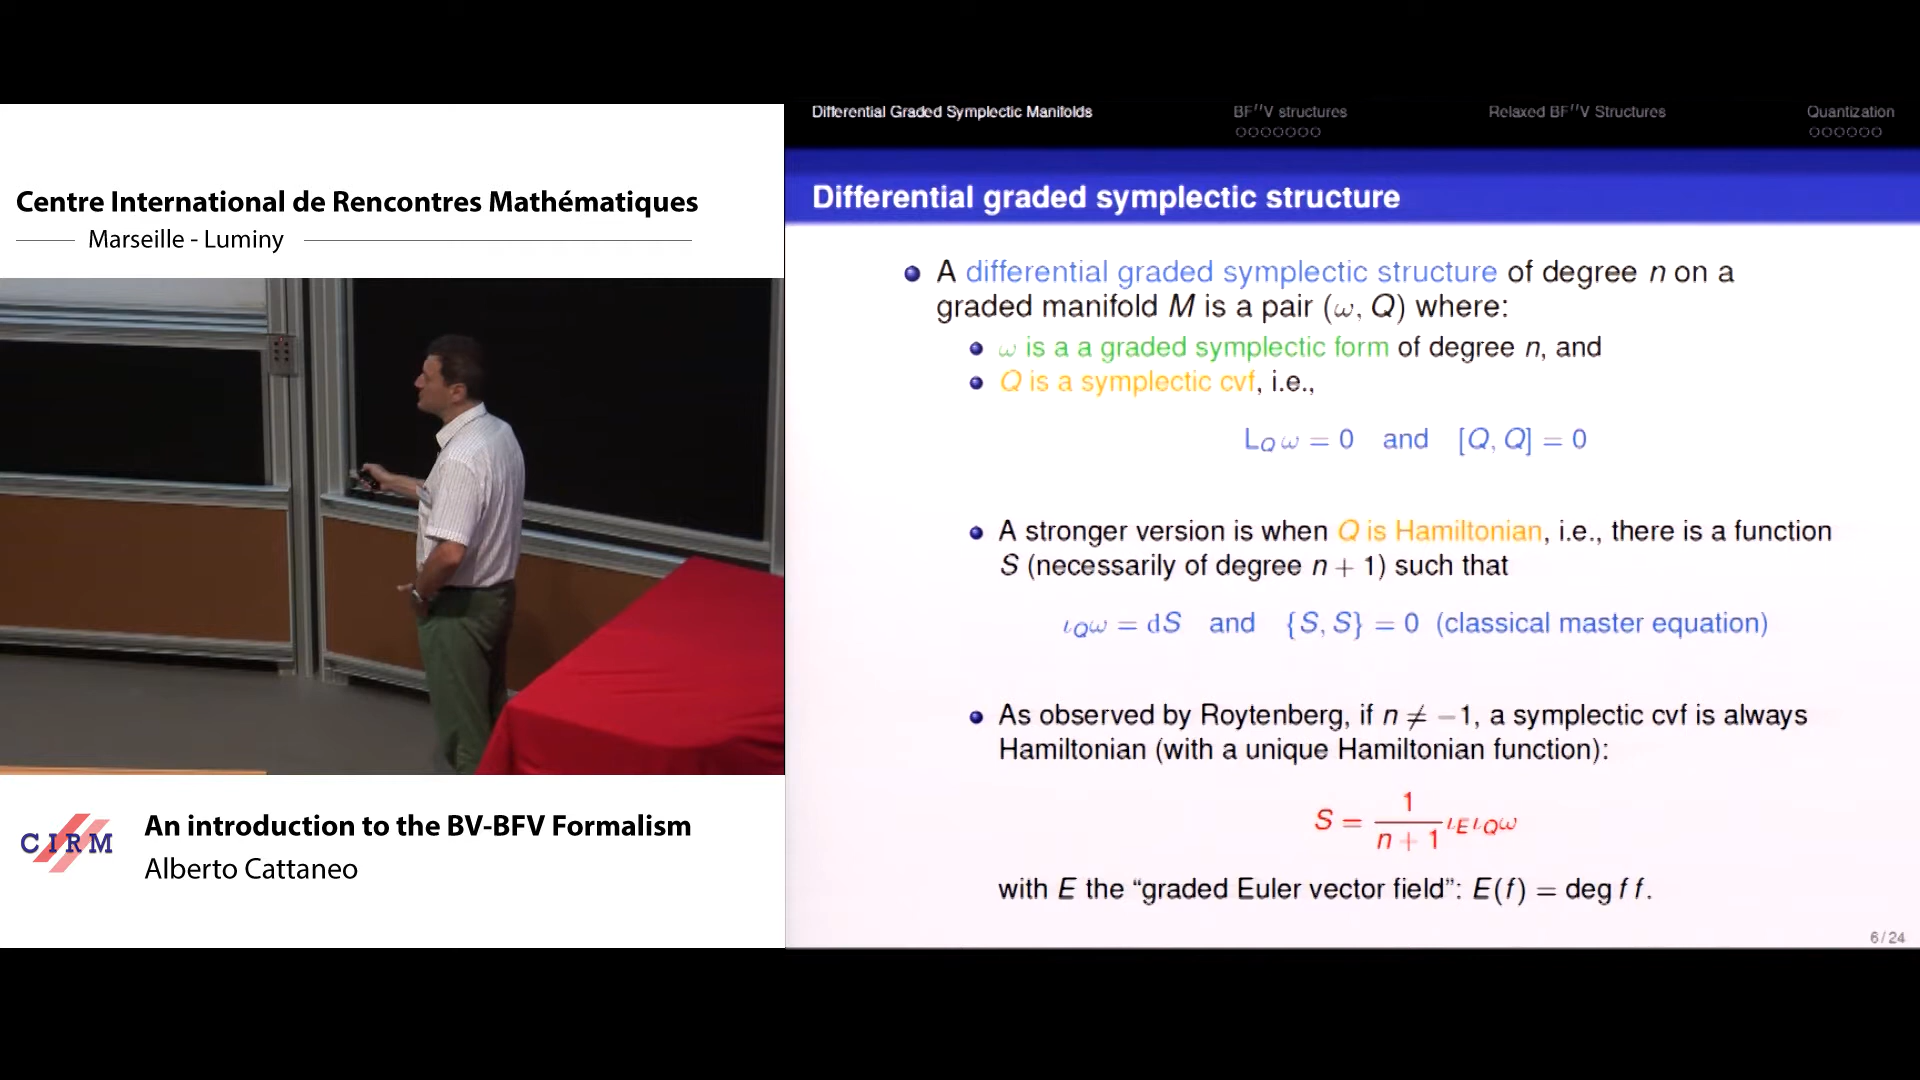 Centre International de Rencontres Mathématiques
Marseille - Luminy
CIRM
An introduction to the BV-BFV Formalism
Alberto Cattaneo
Differential Graded Symplectic Manifolds
BFⁿV structures
Relaxed BFⁿV Structures
Quantization
Differential graded symplectic structure
A differential graded symplectic structure of degree n on a
graded manifold M is a pair (ω, Q) where:
ω is a a graded symplectic form of degree n, and
Q is a symplectic cvf, i.e.,
L_Q ω = 0 and [Q, Q] = 0
A stronger version is when Q is Hamiltonian, i.e., there is a function
S (necessarily of degree n + 1) such that
ι_Qω = dS and {S, S} = 0 (classical master equation)
As observed by Roytenberg, if n ≠ −1, a symplectic cvf is always
Hamiltonian (with a unique Hamiltonian function):
S = 1/(n + 1) ι_Eι_Qω
with E the “graded Euler vector field”: E(f) = deg f f.
6 / 24